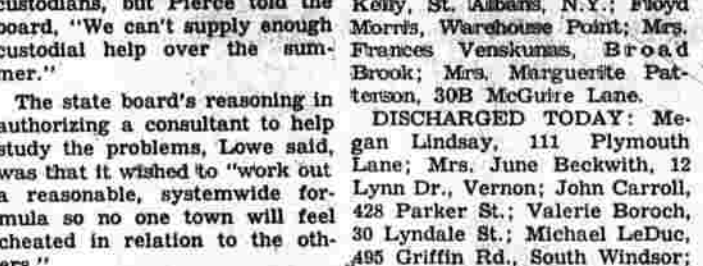 custodians, but Pierce told the
board, "We can't supply enough
custodial help over the sum-
mer."
The state board's reasoning in
authorizing a consultant to help
study the problems, Lowe said,
was that it wished to "work out
a reasonable, systemwide for-
mula so no one town will feel
cheated in relation to the oth-
ers."
Kelly, St. Albans, N.Y.; Floyd
Morris, Warehouse Point; Mrs.
Frances Venskunas, Broad
Brook; Mrs. Marguerite Pat-
terson, 30B McGuire Lane.
DISCHARGED TODAY: Me-
gan Lindsay, 111 Plymouth
Lane; Mrs. June Beckwith, 12
Lynn Dr., Vernon; John Carroll,
428 Parker St.; Valerie Boroch,
30 Lyndale St.; Michael LeDuc,
495 Griffin Rd., South Windsor;